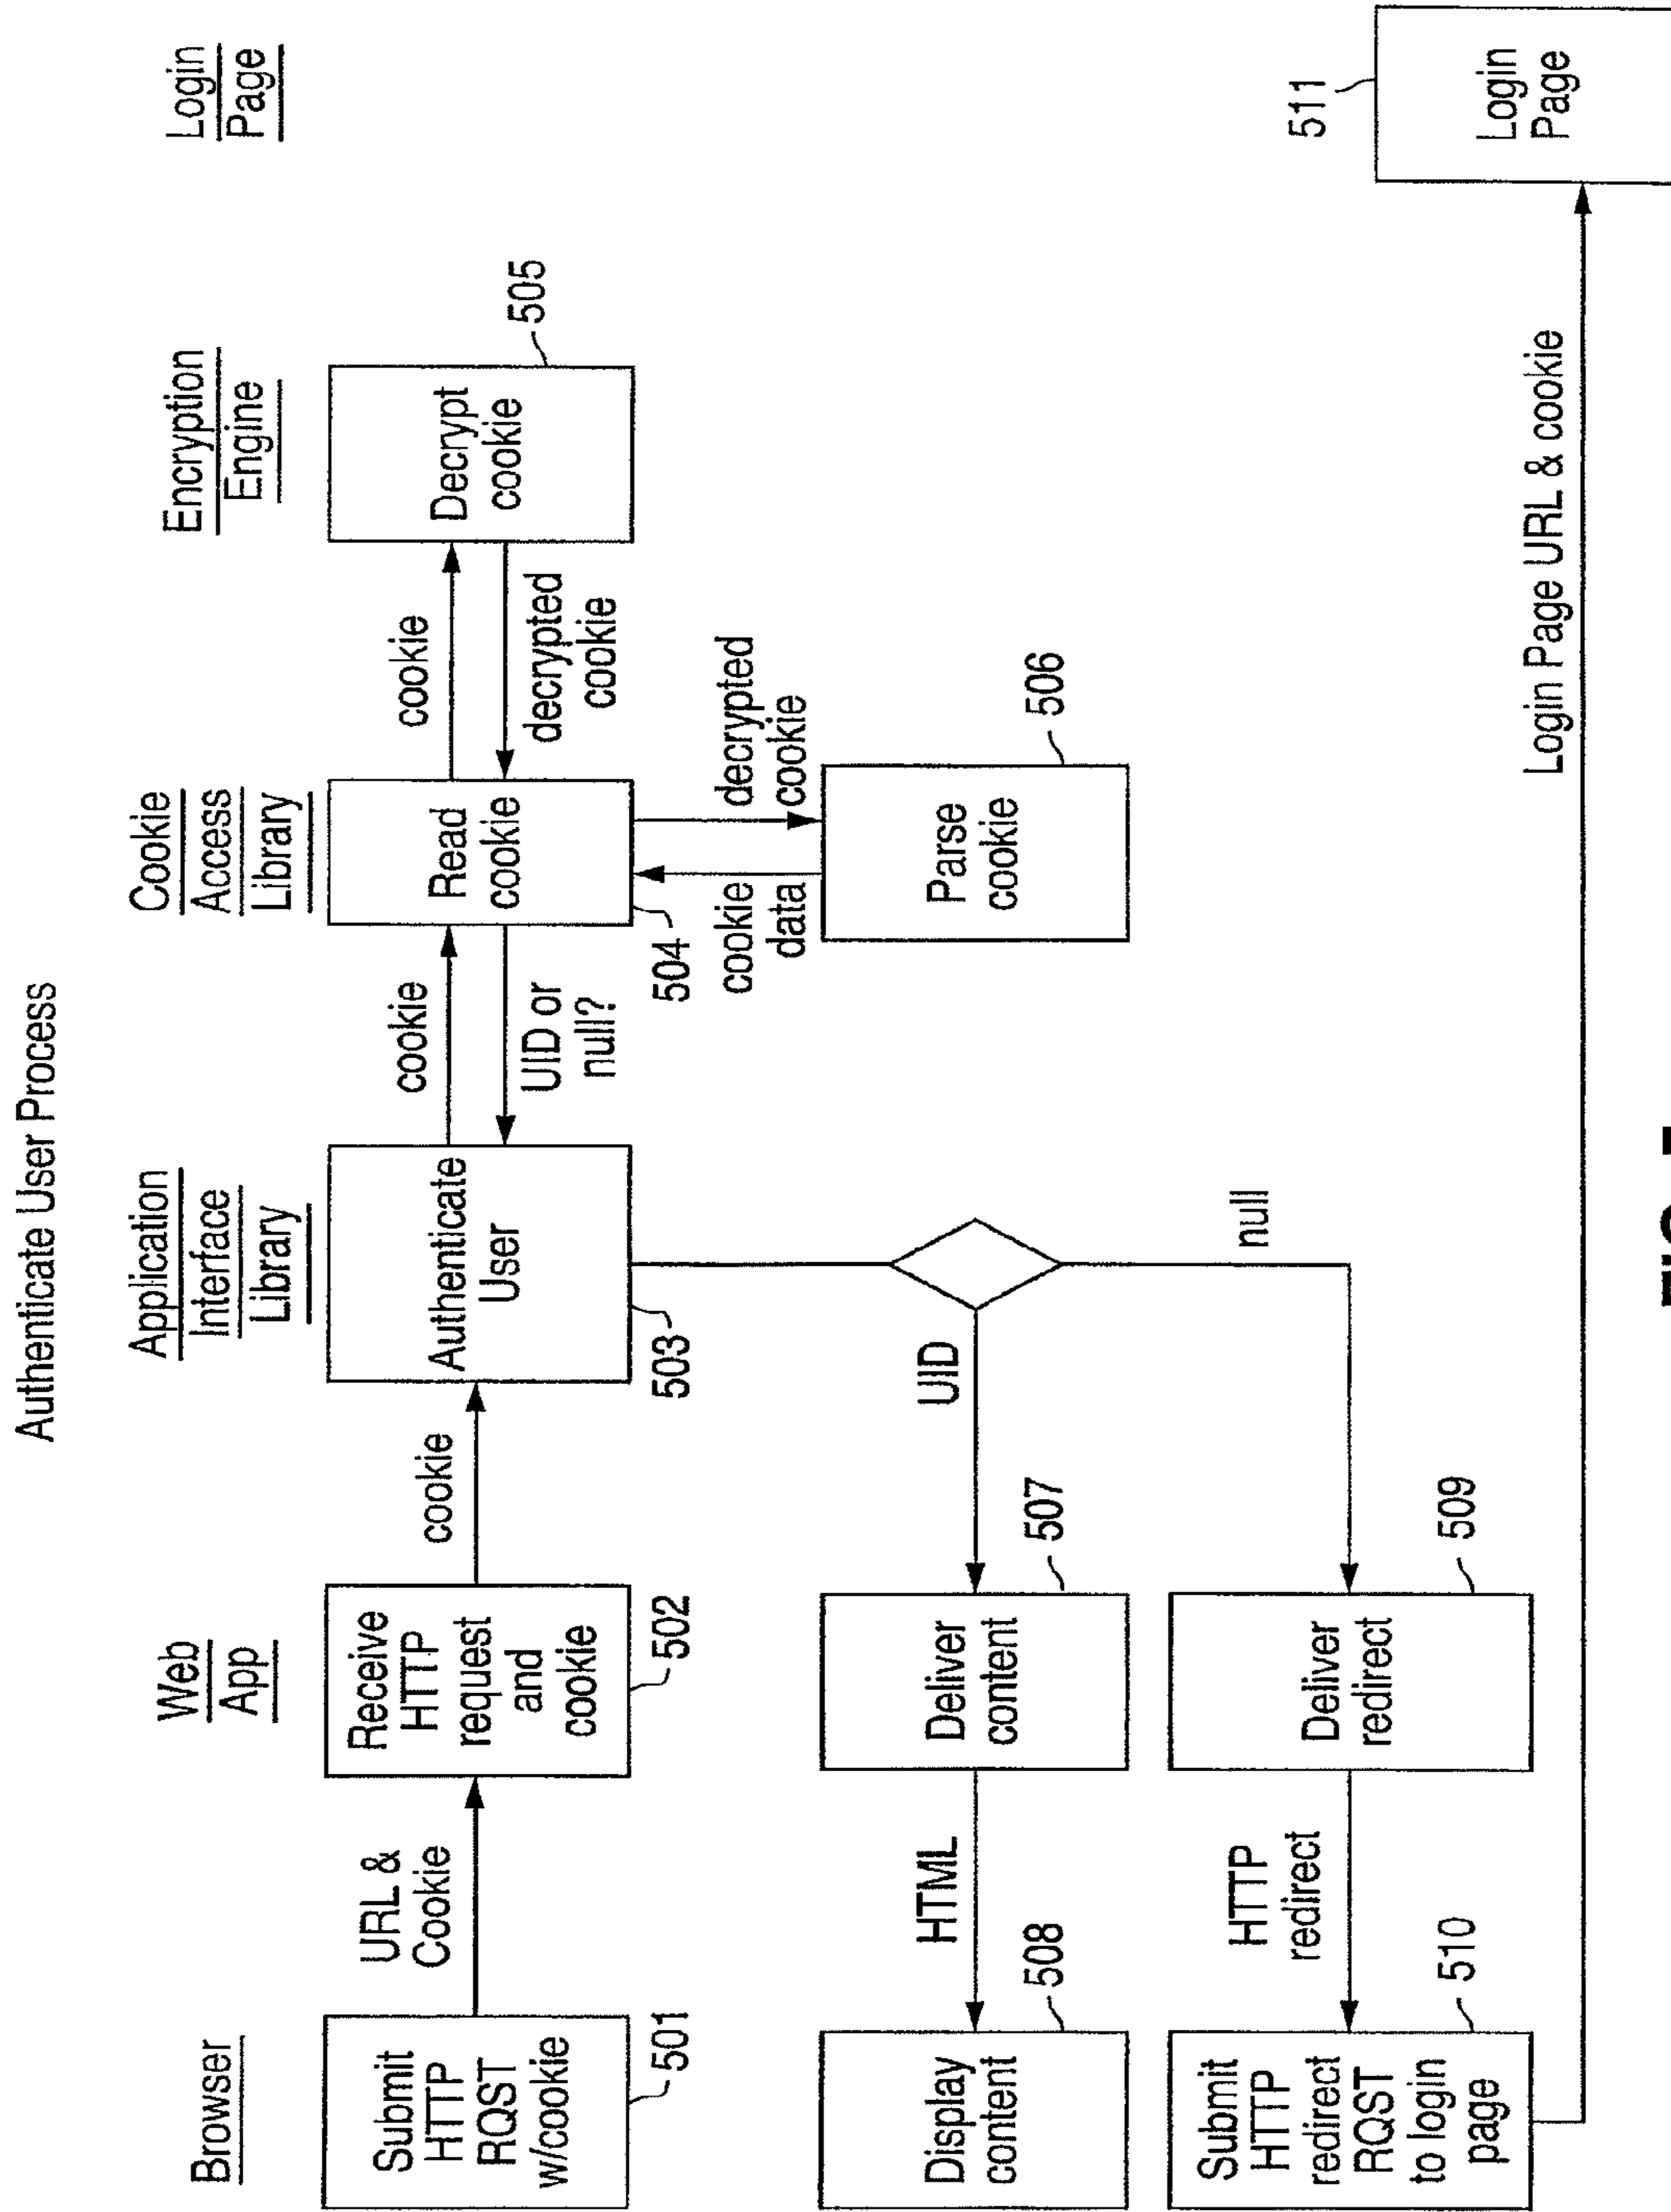 Authenticate User Process
Browser
Web
App
Application
Interface
Library
Cookie
Access
Library
Encryption
Engine
Login
Page
Submit
HTTP
RQST
w/cookie
501
URL &
Cookie
Receive
HTTP
request
and
cookie
502
cookie
Authenticate
User
503
cookie
UID or
null?
Read
cookie
504
cookie
decrypted
cookie
Decrypt
cookie
505
cookie
data
decrypted
cookie
Parse
cookie
506
UID
Deliver
content
507
HTML
Display
content
508
null
Deliver
redirect
509
HTTP
redirect
Submit
HTTP
redirect
RQST
to login
page
510
Login Page URL & cookie
Login
Page
511